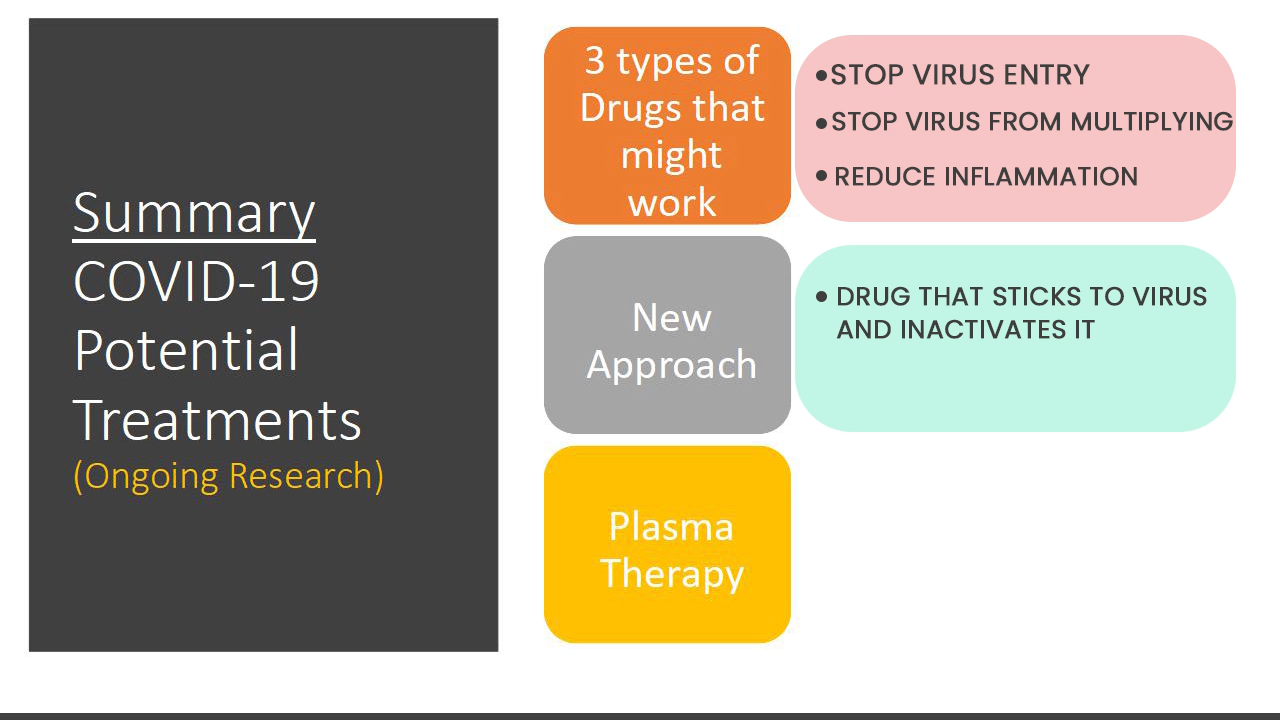 Summary
COVID-19
Potential
Treatments
(Ongoing Research)
3 types of
Drugs that
might
work
•STOP VIRUS ENTRY
•STOP VIRUS FROM MULTIPLYING
• REDUCE INFLAMMATION
New
Approach
• DRUG THAT STICKS TO VIRUS
AND INACTIVATES IT
Plasma
Therapy